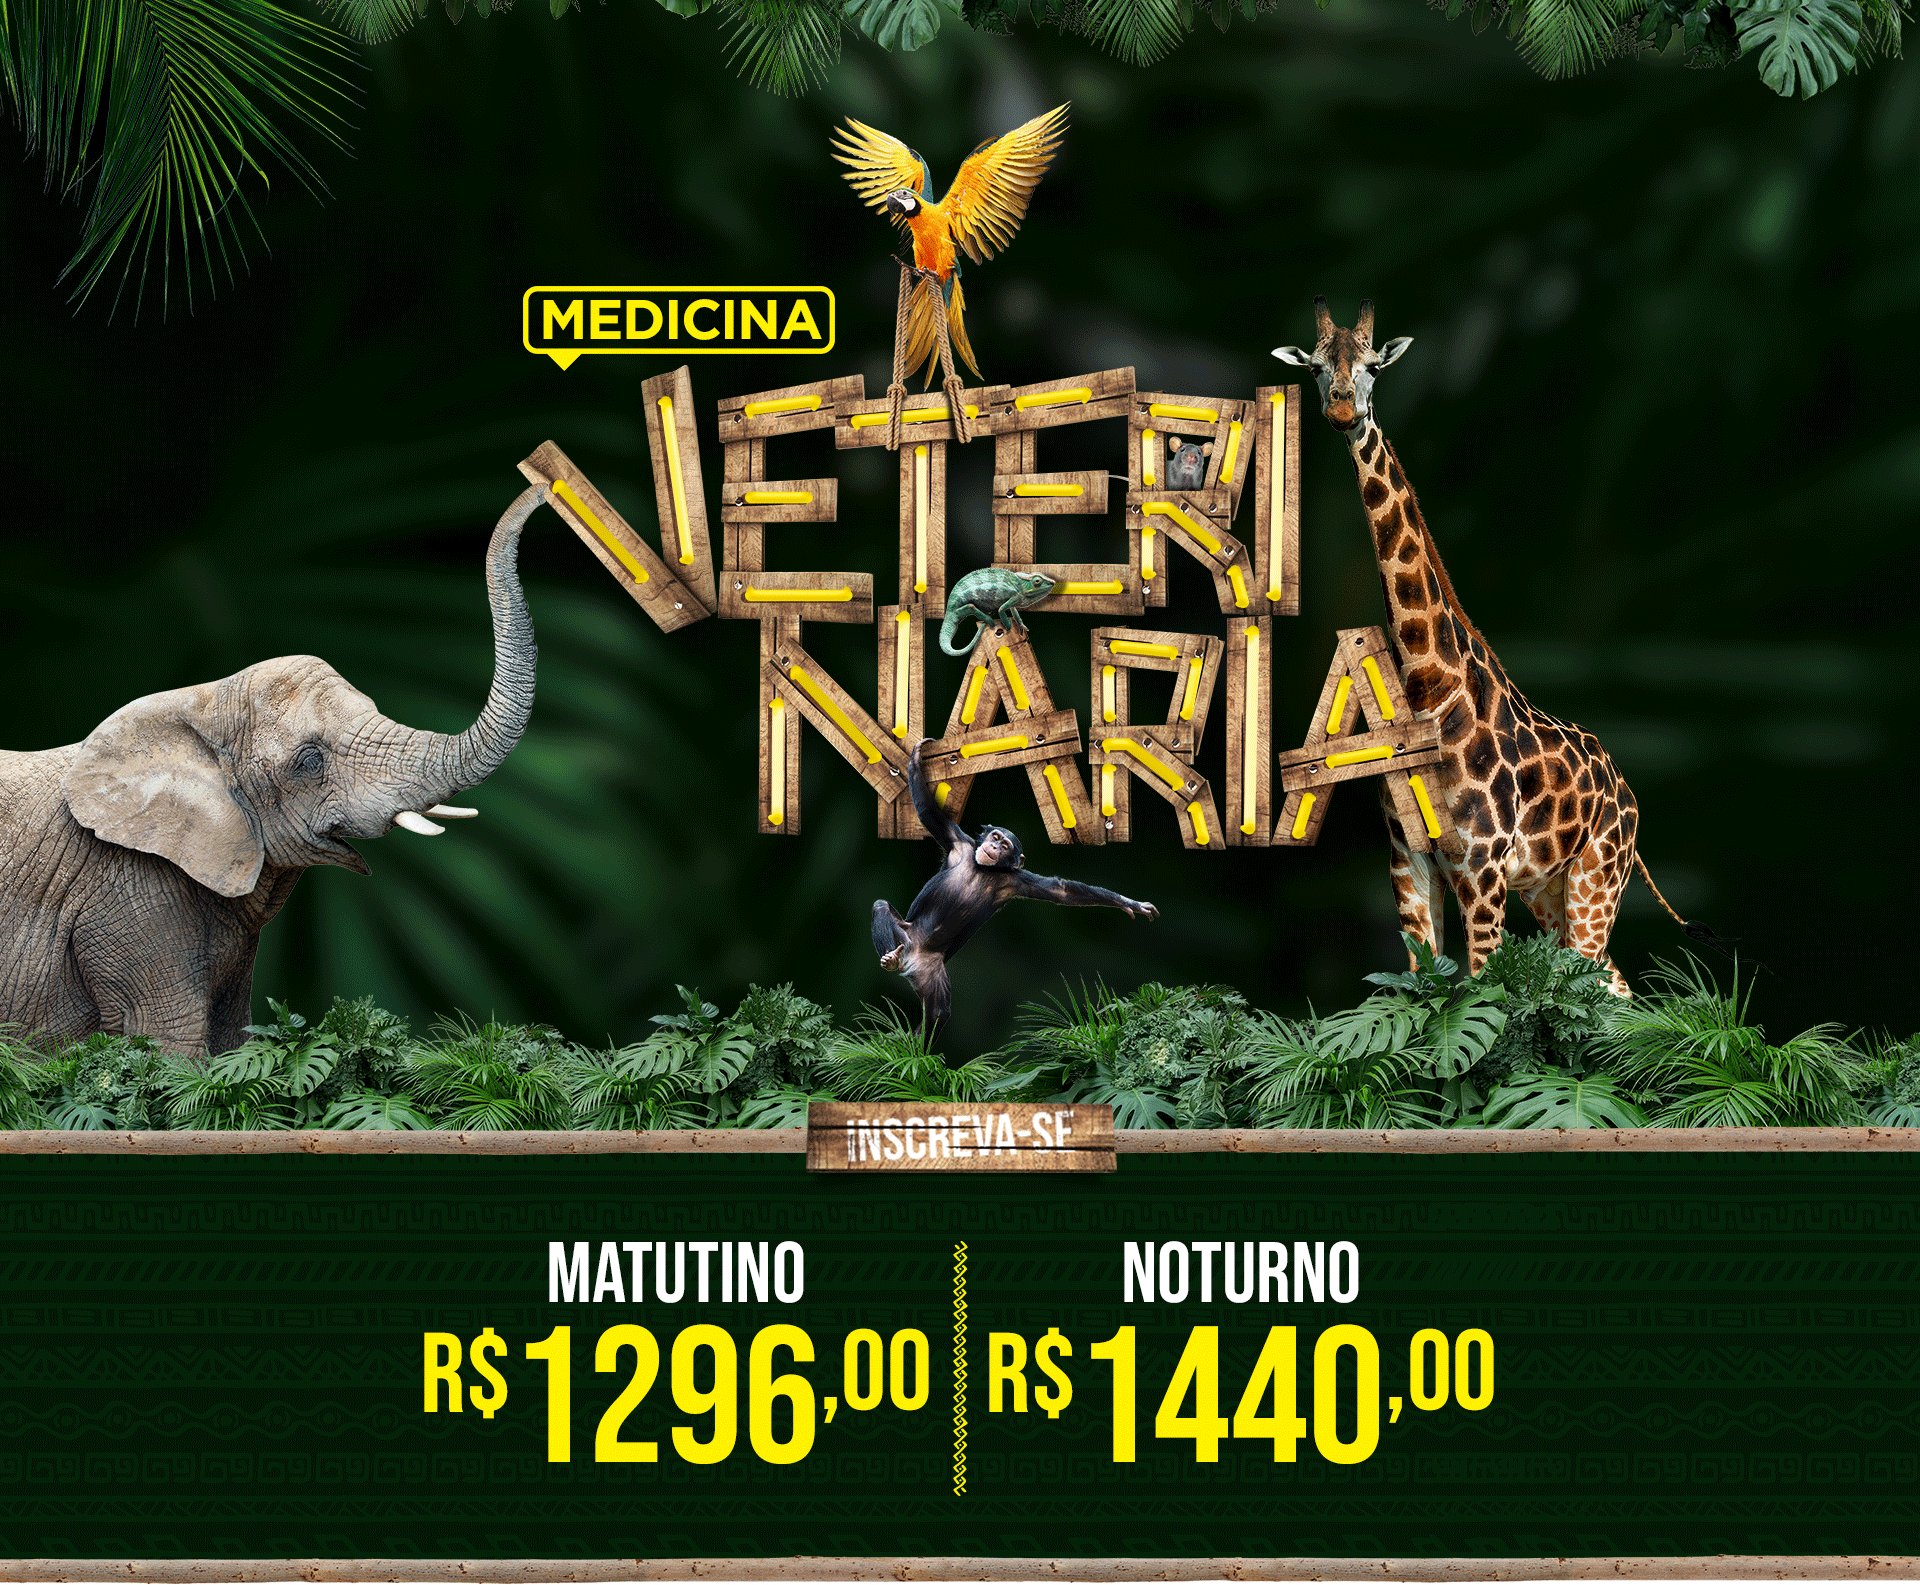 MEDICINA
VETERI
NARIA
INSCREVA-SE
MATUTINO
R$1296,00
NOTURNO
R$1440,00